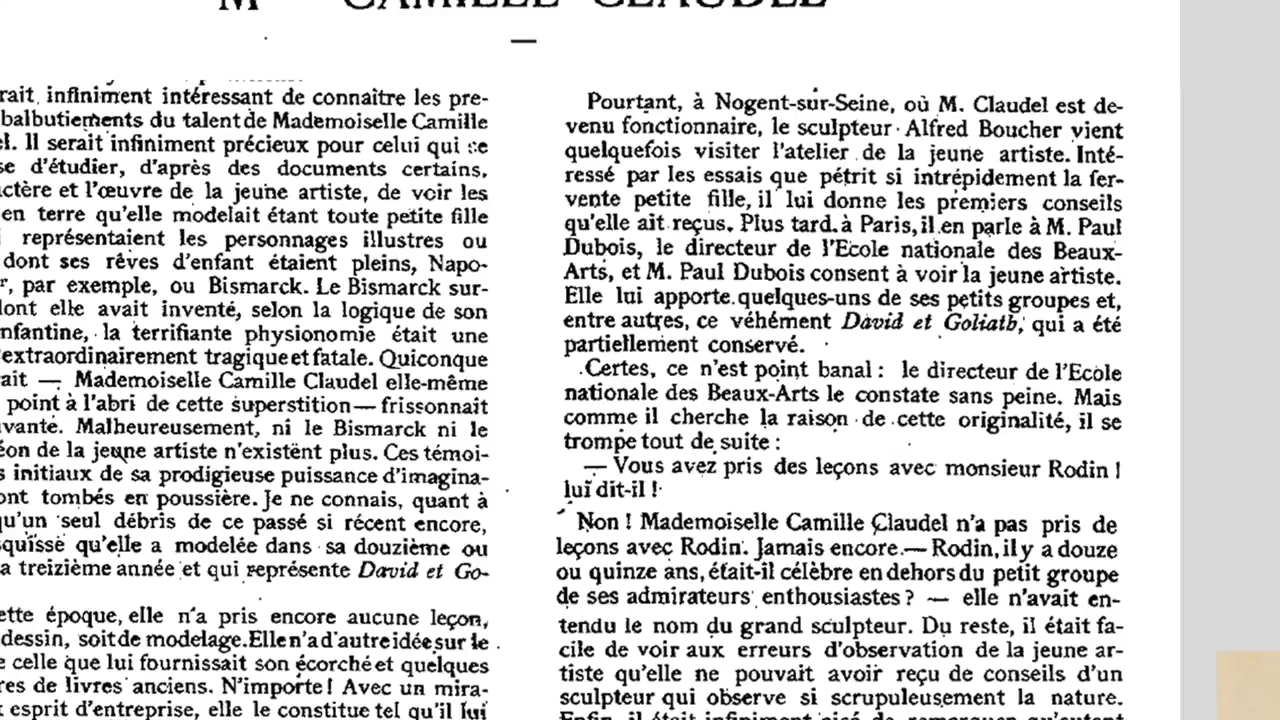 CAMILLE CLAUDEL
infiniment intéressant de connaître les pre-
balbutiements du talent de Mademoiselle Camille
Il serait infiniment précieux pour celui qui se
d'étudier, d'après des documents certains,
et l'œuvre de la jeune artiste, de voir les
en terre qu'elle modelait étant toute petite fille
représentaient les personnages illustres ou
dont ses rêves d'enfant étaient pleins, Napo-
par exemple, ou Bismarck. Le Bismarck sur-
elle avait inventé, selon la logique de son
la terrifiante physionomie était une
extraordinairement tragique et fatale. Quiconque
— Mademoiselle Camille Claudel elle-même
point à l'abri de cette superstition — frissonnait
Malheureusement, ni le Bismarck ni le
de la jeune artiste n'existent plus. Ces témoi-
initiaux de sa prodigieuse puissance d'imagina-
tombés en poussière. Je ne connais, quant à
qu'un seul débris de ce passé si récent encore,
qu'elle a modelée dans sa douzième ou
a treizième année et qui représente David et Go-
époque, elle n'a pris encore aucune leçon,
dessin, soit de modelage. Elle n'a d'autre idée sur le
celle que lui fournissait son écorché et quelques
de livres anciens. N'importe ! Avec un mira-
esprit d'entreprise, elle le constitue tel qu'il lui
Pourtant, à Nogent-sur-Seine, où M. Claudel est de-
venu fonctionnaire, le sculpteur Alfred Boucher vient
quelquefois visiter l'atelier de la jeune artiste. Inté-
ressé par les essais que pétrit si intrépidement la fer-
vente petite fille, il lui donne les premiers conseils
qu'elle ait reçus. Plus tard à Paris, il en parle à M. Paul
Dubois, le directeur de l'Ecole nationale des Beaux-
Arts, et M. Paul Dubois consent à voir la jeune artiste.
Elle lui apporte quelques-uns de ses petits groupes et,
entre autres, ce véhément David et Goliath, qui a été
partiellement conservé.
Certes, ce n'est point banal : le directeur de l'Ecole
nationale des Beaux-Arts le constate sans peine. Mais
comme il cherche la raison de cette originalité, il se
trompe tout de suite :
— Vous avez pris des leçons avec monsieur Rodin !
lui dit-il !
Non ! Mademoiselle Camille Claudel n'a pas pris de
leçons avec Rodin. Jamais encore. — Rodin, il y a douze
ou quinze ans, était-il célèbre en dehors du petit groupe
de ses admirateurs enthousiastes ? — elle n'avait en-
tendu le nom du grand sculpteur. Du reste, il était fa-
cile de voir aux erreurs d'observation de la jeune ar-
tiste qu'elle ne pouvait avoir reçu de conseils d'un
sculpteur qui observe si scrupuleusement la nature.
Enfin, il était infiniment aisé de remarquer qu'autant